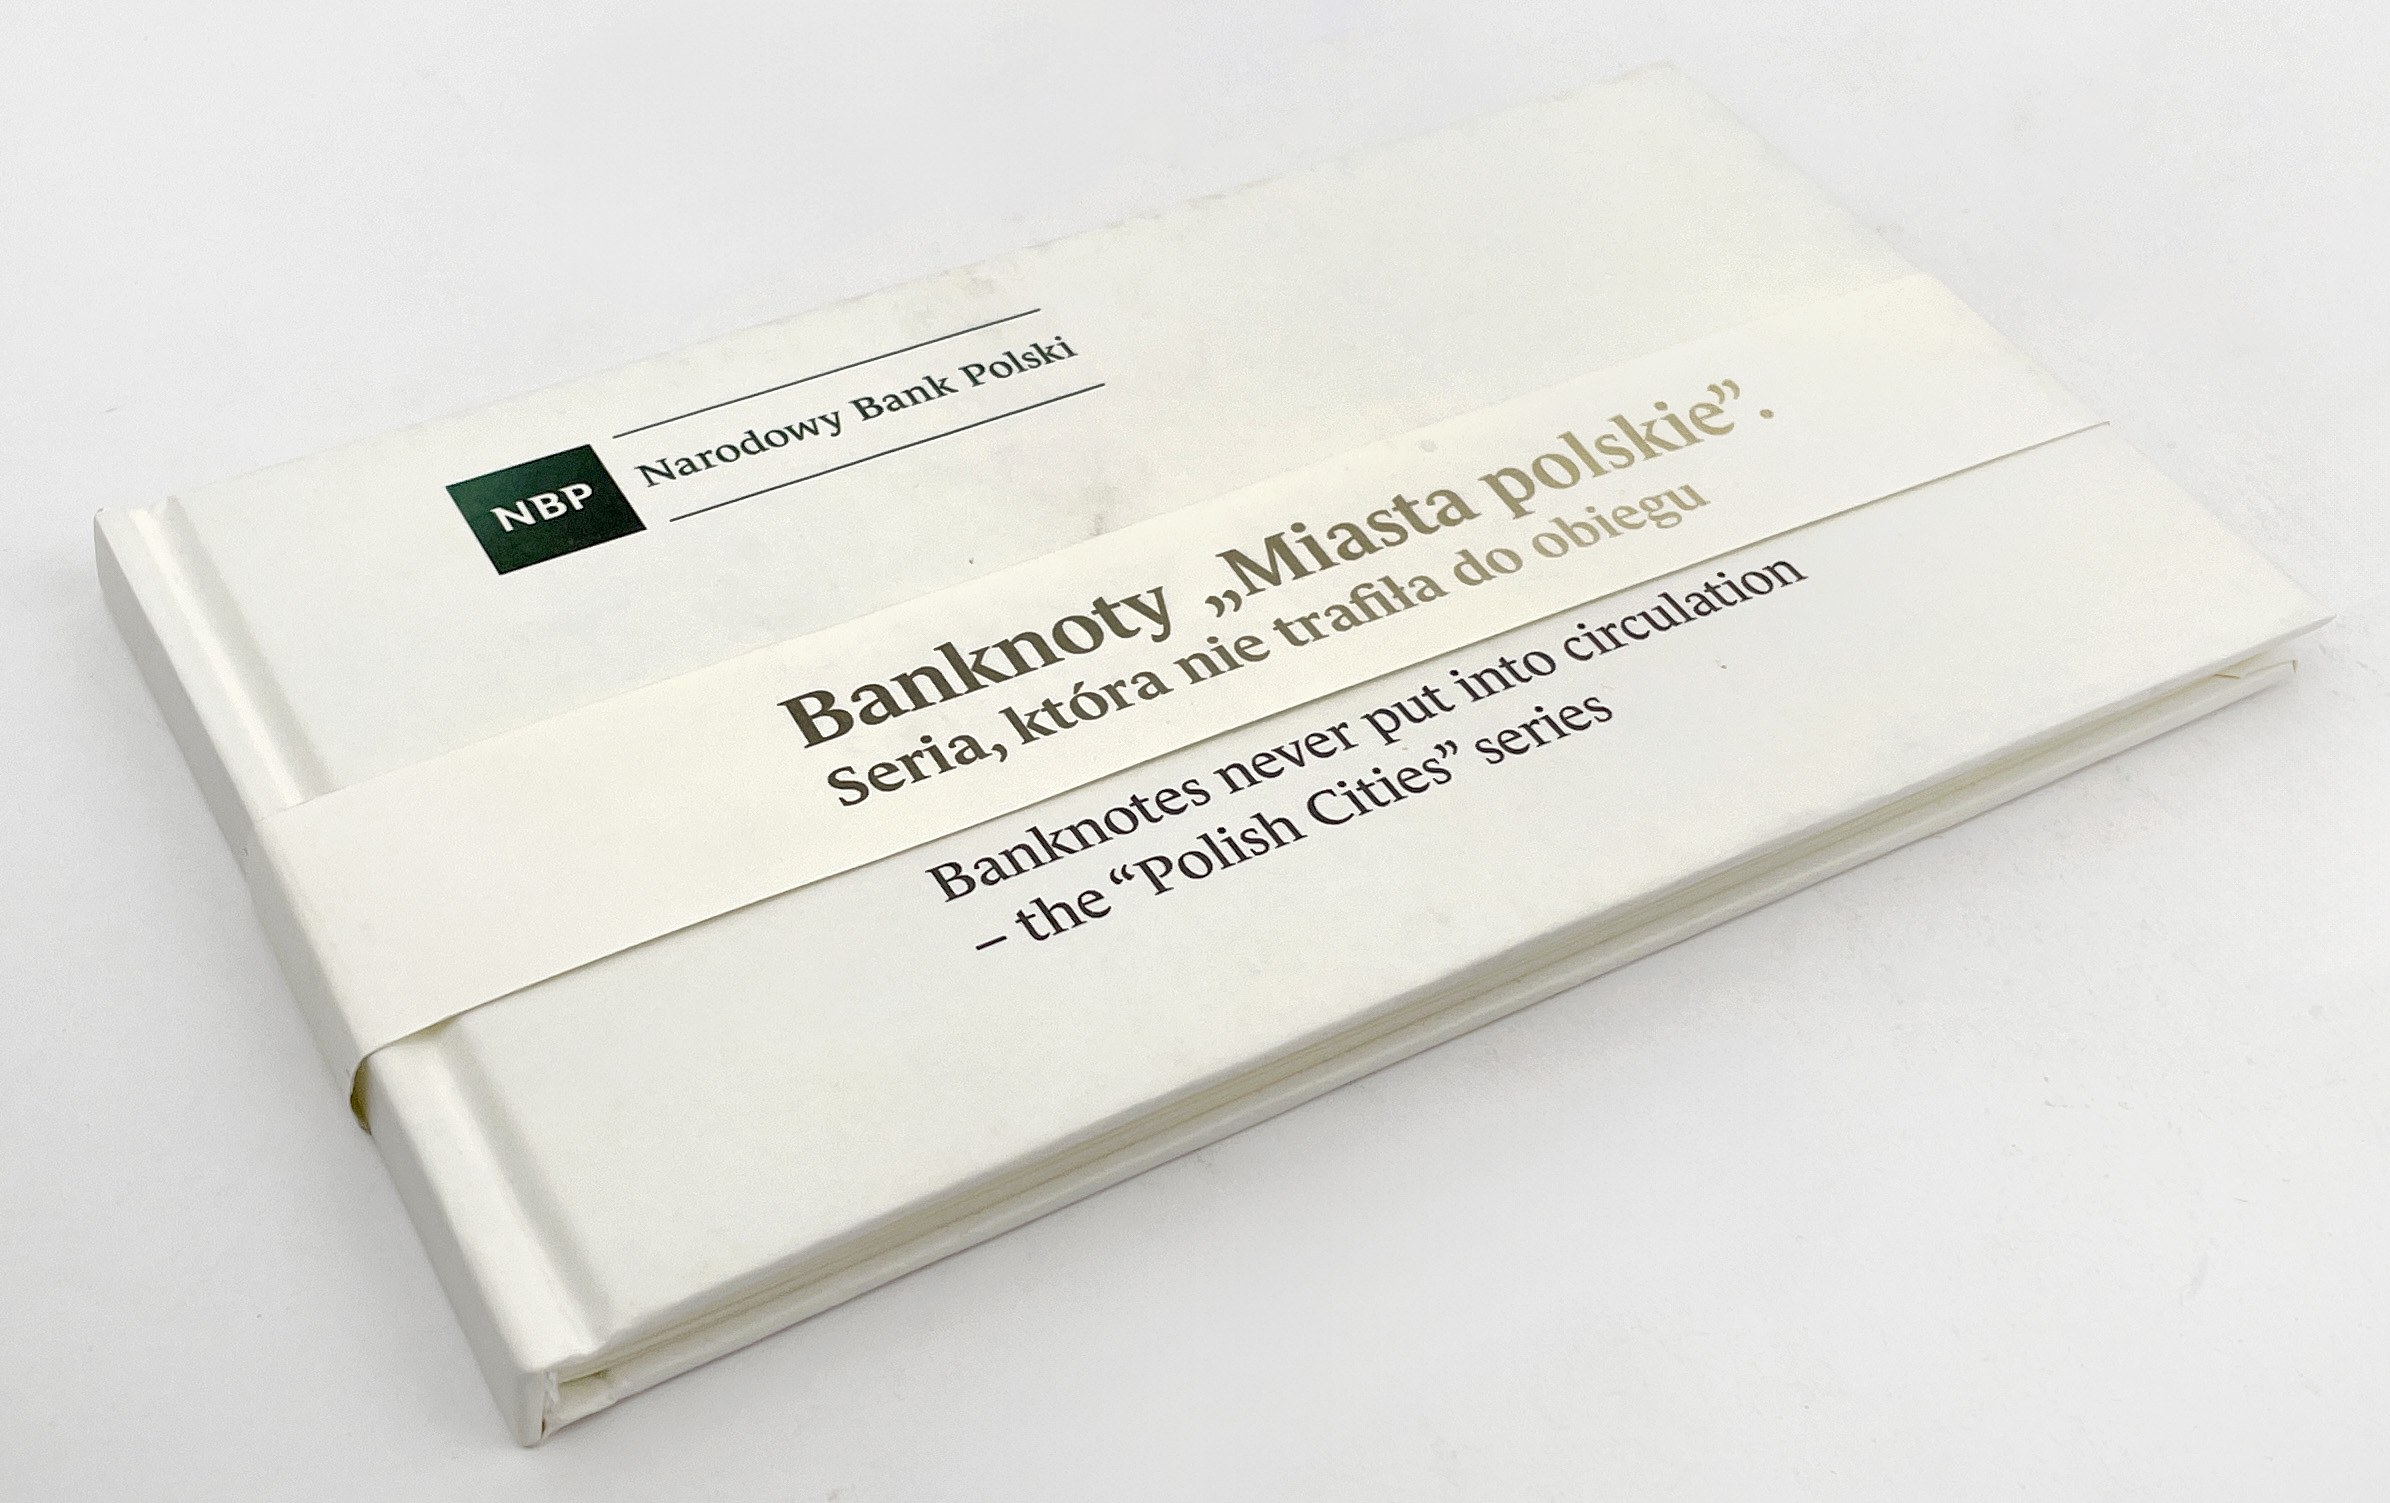 NBP
Narodowy Bank Polski
Banknoty „Miasta polskie”.
Seria, która nie trafiła do obiegu
Banknotes never put into circulation
– the “Polish Cities” series